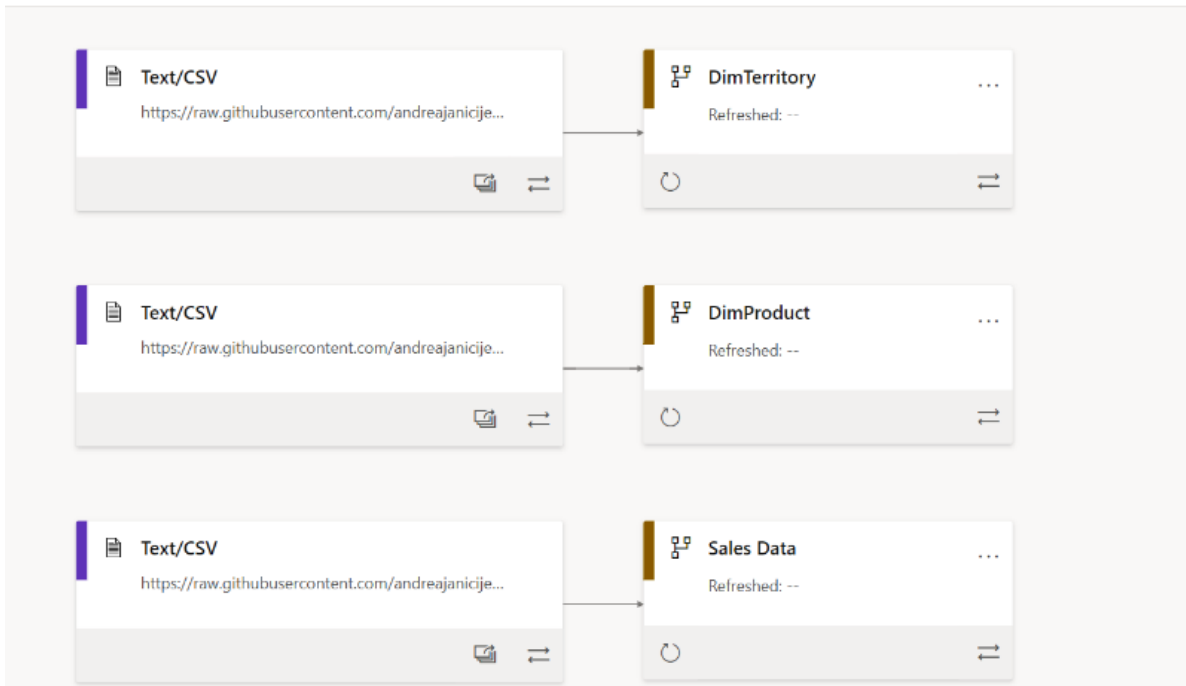 Text/CSV
https://raw.githubusercontent.com/andreajanicije...
DimTerritory
...
Refreshed: --
Text/CSV
https://raw.githubusercontent.com/andreajanicije...
DimProduct
...
Refreshed: --
Text/CSV
https://raw.githubusercontent.com/andreajanicije...
Sales Data
...
Refreshed: --